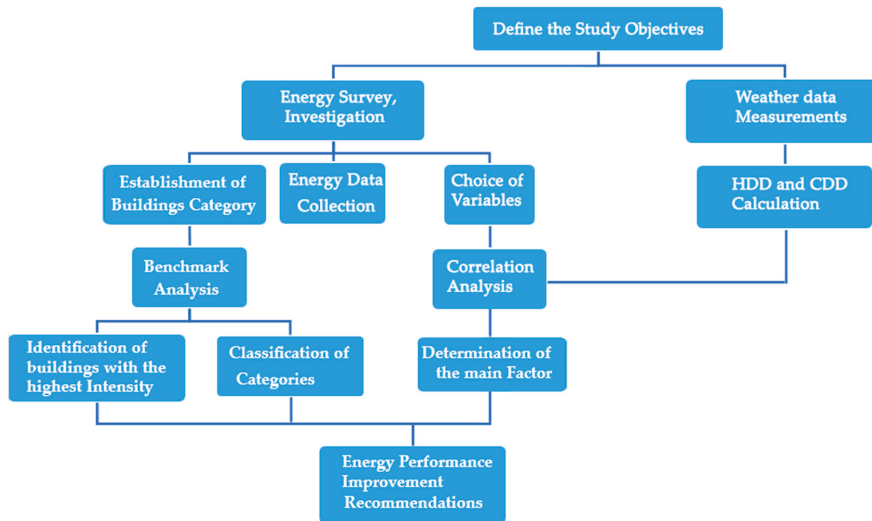 Define the Study Objectives
Energy Survey,
Investigation
Weather data
Measurements
Establishment of
Buildings Category
Energy Data
Collection
Choice of
Variables
HDD and CDD
Calculation
Benchmark
Analysis
Correlation
Analysis
Identification of
buildings with the
highest Intensity
Classification of
Categories
Determination of
the main Factor
Energy Performance
Improvement
Recommendations